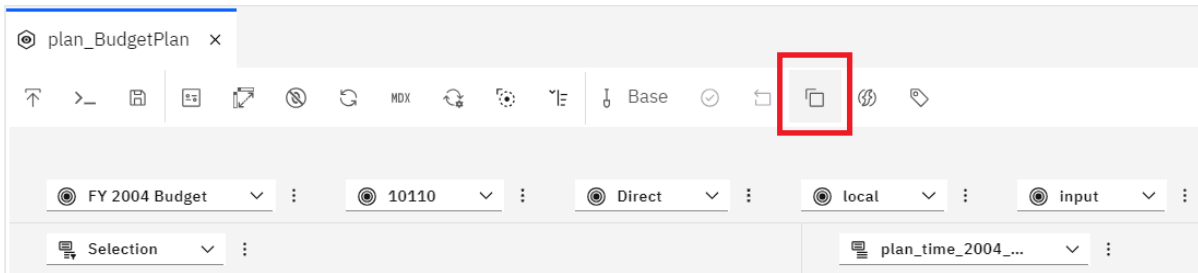 plan_BudgetPlan
MDX Base
FY 2004 Budget 10110 Direct local input
Selection plan_time_2004_...